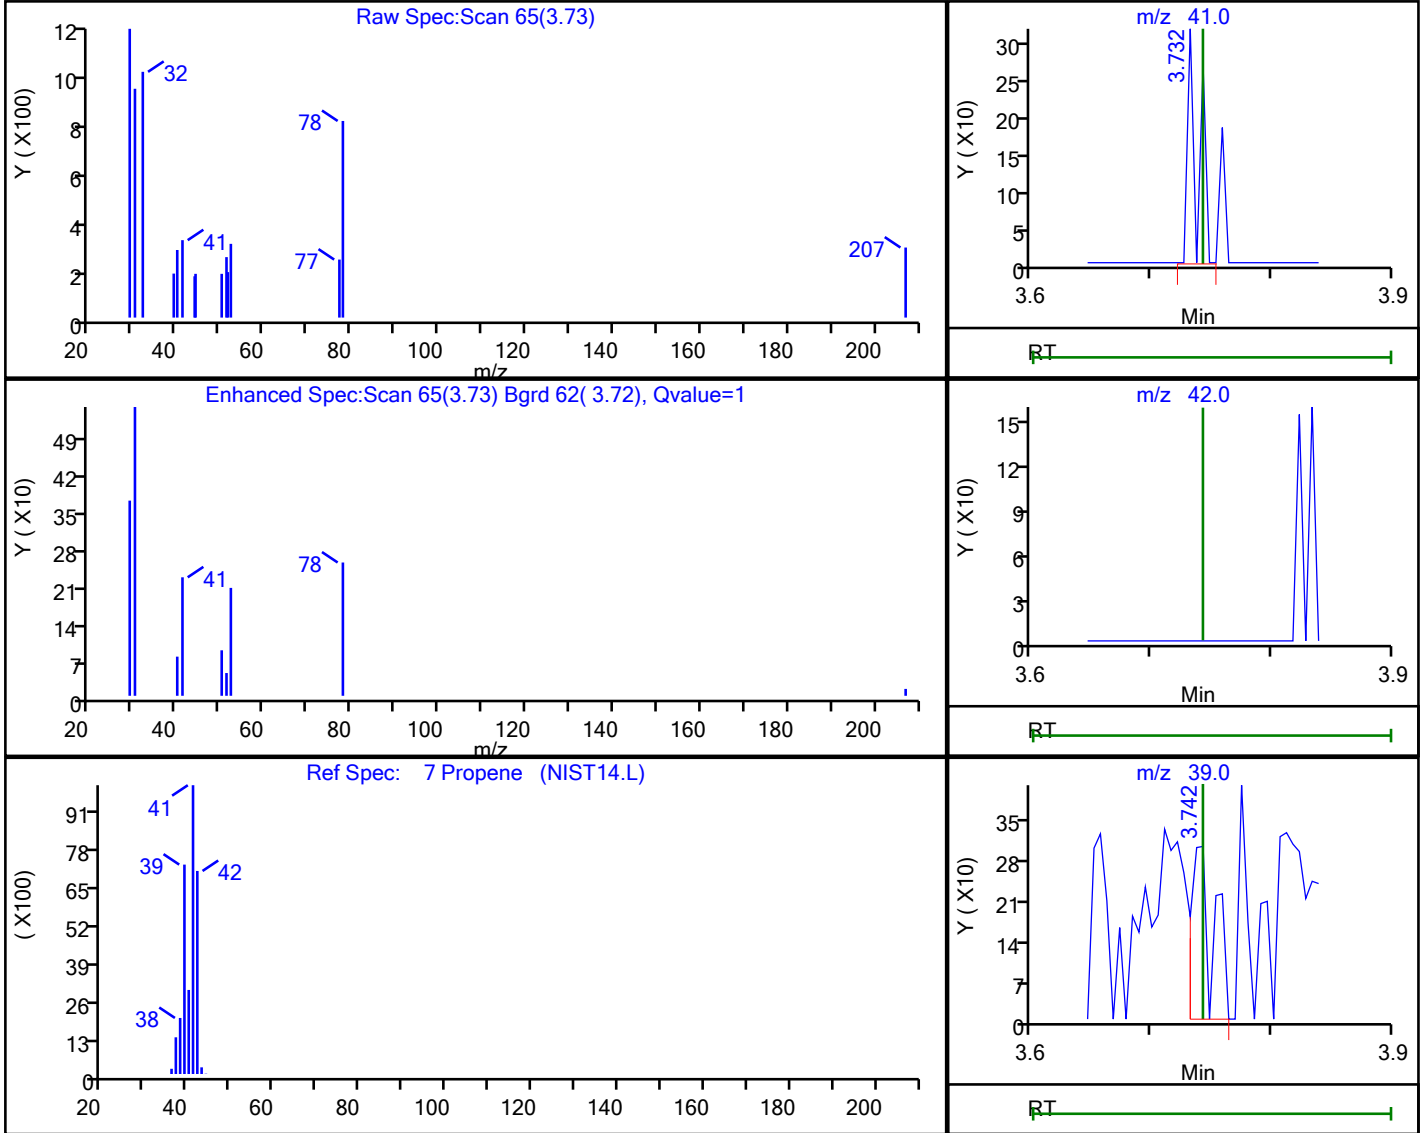 Raw Spec:Scan 65(3.73)
Y ( X100)
12
10
8
6
4
2
0
32
78
41
77
207
20 40 60 80 100 120 140 160 180 200
m/z
m/z 41.0
Y ( X10)
30
25
20
15
10
5
0
3.732
3.6 3.9
Min
RT
Enhanced Spec:Scan 65(3.73) Bgrd 62( 3.72), Qvalue=1
Y ( X10)
49
42
35
28
21
14
7
0
41
78
20 40 60 80 100 120 140 160 180 200
m/z
m/z 42.0
Y ( X10)
15
12
9
6
3
0
3.6 3.9
Min
RT
Ref Spec: 7 Propene (NIST14.L)
( X100)
91
78
65
52
39
26
13
0
41
39
42
38
20 40 60 80 100 120 140 160 180 200
m/z 39.0
Y ( X10)
35
28
21
14
7
0
3.742
3.6 3.9
Min
RT